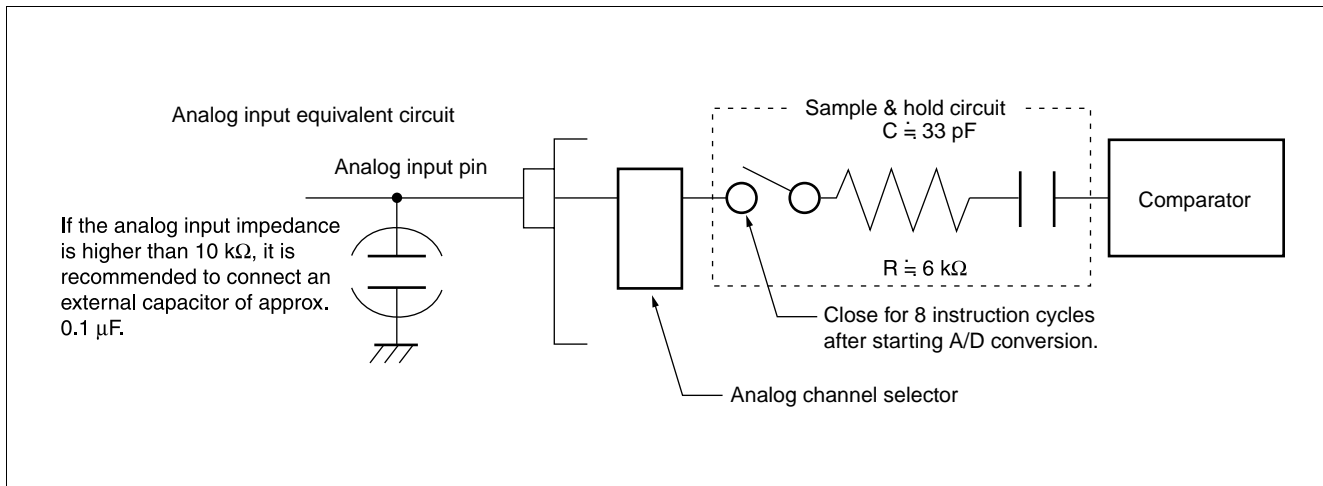 Analog input equivalent circuit
Analog input pin
If the analog input impedance
is higher than 10 kΩ, it is
recommended to connect an
external capacitor of approx.
0.1 µF.
Sample & hold circuit
C ≒ 33 pF
R ≒ 6 kΩ
Close for 8 instruction cycles
after starting A/D conversion.
Analog channel selector
Comparator